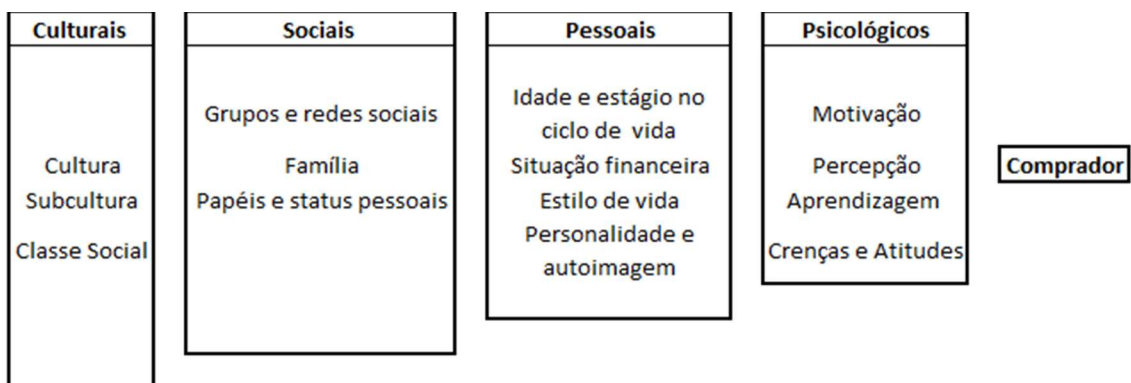 Culturais
Cultura
Subcultura
Classe Social
Sociais
Grupos e redes sociais
Família
Papéis e status pessoais
Pessoais
Idade e estágio no
ciclo de vida
Situação financeira
Estilo de vida
Personalidade e
autoimagem
Psicológicos
Motivação
Percepção
Aprendizagem
Crenças e Atitudes
Comprador